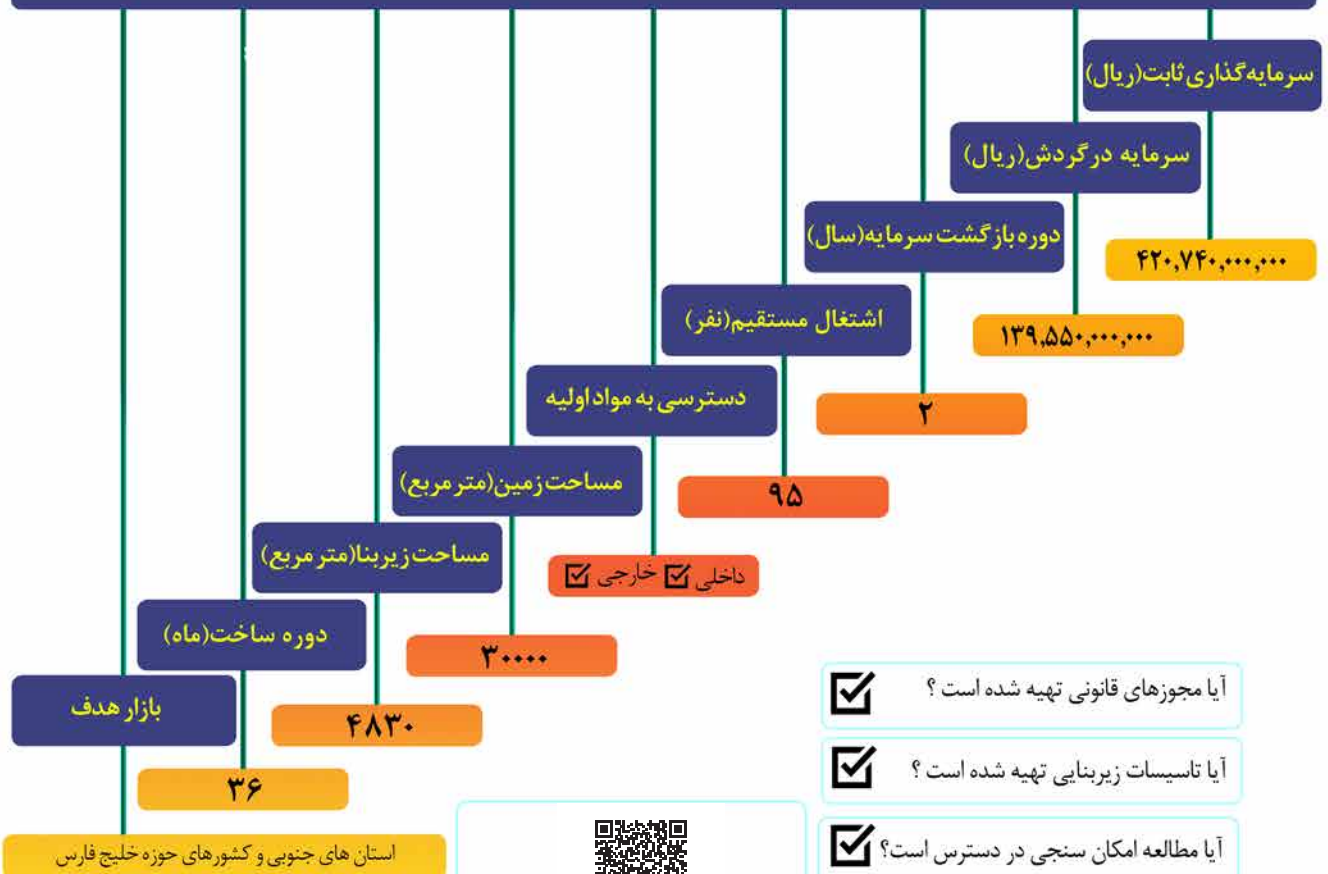 سرمایه‌گذاری ثابت(ریال)
۴۲۰,۷۴۰,۰۰۰,۰۰۰
سرمایه در گردش(ریال)
۱۳۹,۵۵۰,۰۰۰,۰۰۰
دوره بازگشت سرمایه(سال)
۲
اشتغال مستقیم(نفر)
۹۵
دسترسی به مواد اولیه
داخلی ☑ خارجی ☑
مساحت زمین(متر مربع)
۳۰۰۰۰
مساحت زیربنا(متر مربع)
۴۸۳۰
دوره ساخت(ماه)
۳۶
بازار هدف
استان های جنوبی و کشورهای حوزه خلیج فارس
آیا مجوزهای قانونی تهیه شده است ؟ ☑
آیا تاسیسات زیربنایی تهیه شده است ؟ ☑
آیا مطالعه امکان سنجی در دسترس است؟ ☑